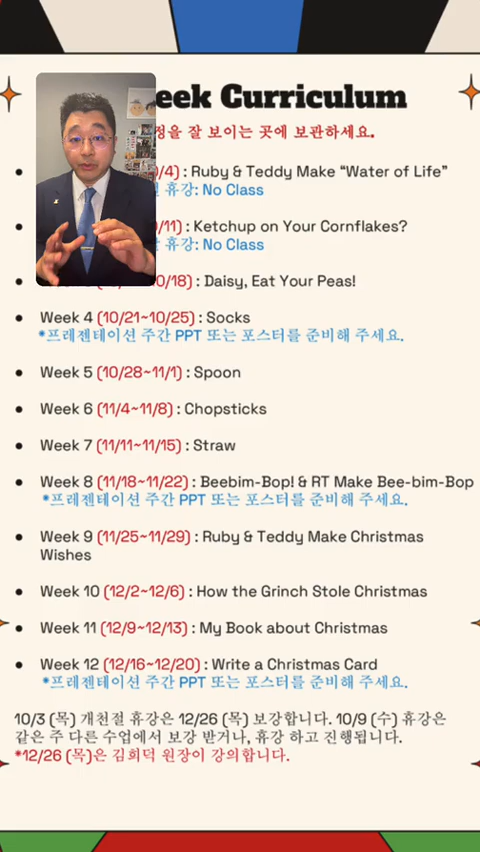 eek Curriculum
정을 잘 보이는 곳에 보관하세요.
/4) : Ruby & Teddy Make “Water of Life”
휴강: No Class
/11) : Ketchup on Your Cornflakes?
휴강: No Class
0/18) : Daisy, Eat Your Peas!
Week 4 (10/21~10/25) : Socks
*프레젠테이션 주간 PPT 또는 포스터를 준비해 주세요.
Week 5 (10/28~11/1) : Spoon
Week 6 (11/4~11/8) : Chopsticks
Week 7 (11/11~11/15) : Straw
Week 8 (11/18~11/22) : Beebim-Bop! & RT Make Bee-bim-Bop
*프레젠테이션 주간 PPT 또는 포스터를 준비해 주세요.
Week 9 (11/25~11/29) : Ruby & Teddy Make Christmas
Wishes
Week 10 (12/2~12/6) : How the Grinch Stole Christmas
Week 11 (12/9~12/13) : My Book about Christmas
Week 12 (12/16~12/20) : Write a Christmas Card
*프레젠테이션 주간 PPT 또는 포스터를 준비해 주세요.
10/3 (목) 개천절 휴강은 12/26 (목) 보강합니다. 10/9 (수) 휴강은
같은 주 다른 수업에서 보강 받거나, 휴강 하고 진행됩니다.
*12/26 (목)은 김희덕 원장이 강의합니다.